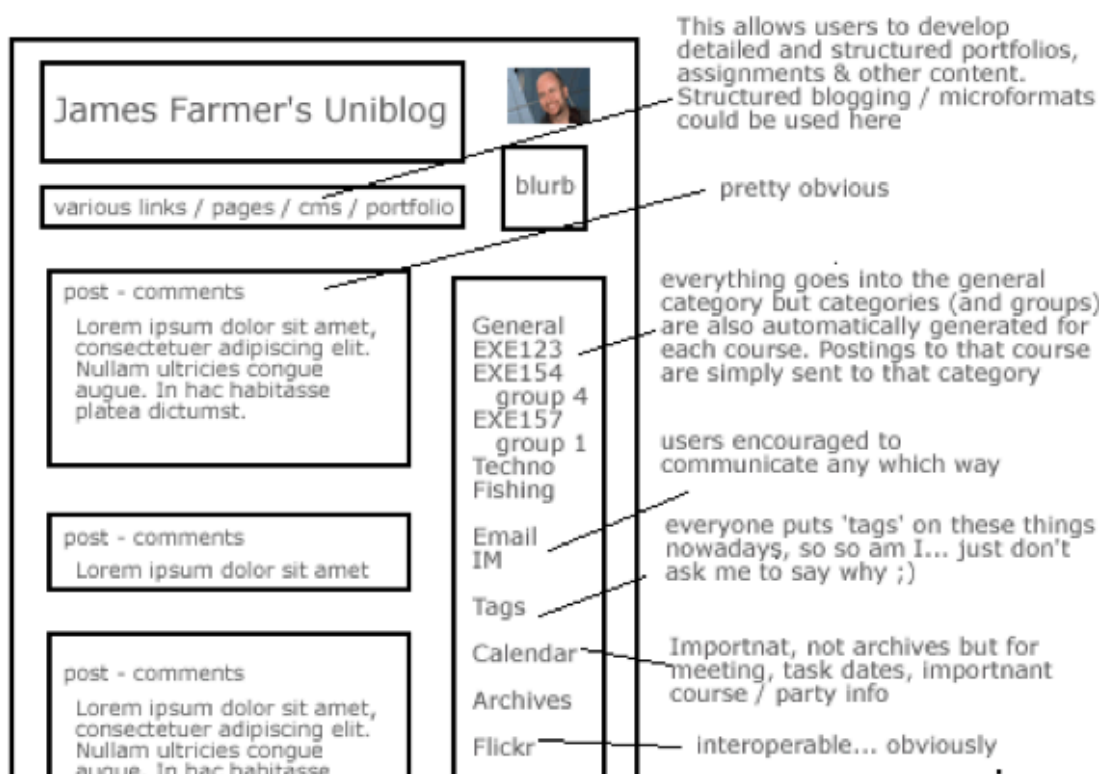 This allows users to develop
detailed and structured portfolios,
assignments & other content.
Structured blogging / microformats
could be used here
James Farmer's Uniblog
blurb
various links / pages / cms / portfolio
pretty obvious
post - comments
Lorem ipsum dolor sit amet,
consectetuer adipiscing elit.
Nullam ultricies congue
augue. In hac habitasse
platea dictumst.
post - comments
Lorem ipsum dolor sit amet
post - comments
Lorem ipsum dolor sit amet,
consectetuer adipiscing elit.
Nullam ultricies congue
augue. In hac habitasse
General
EXE123
EXE154
group 4
EXE157
group 1
Techno
Fishing
Email
IM
Tags
Calendar
Archives
Flickr
everything goes into the general
category but categories (and groups)
are also automatically generated for
each course. Postings to that course
are simply sent to that category
users encouraged to
communicate any which way
everyone puts 'tags' on these things
nowadays, so so am I... just don't
ask me to say why ;)
Importnat, not archives but for
meeting, task dates, importnant
course / party info
interoperable... obviously